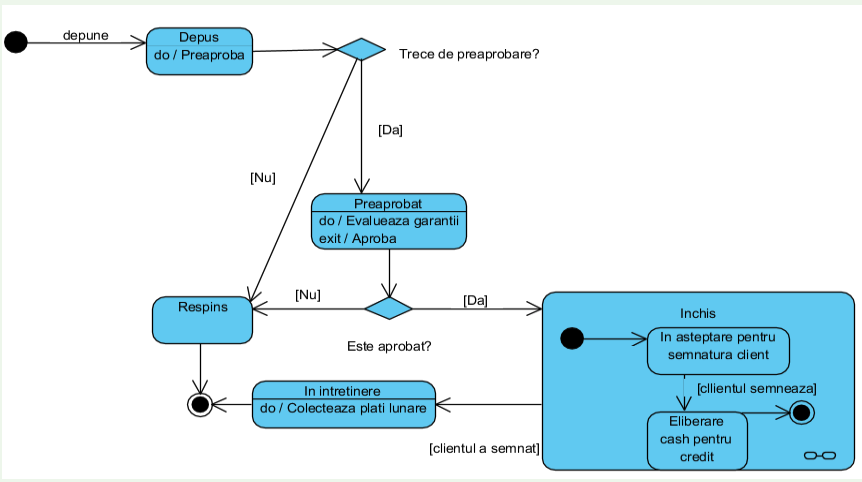 depune
Depus
do / Preaproba
Trece de preaprobare?
[Da]
[Nu]
Preaprobat
do / Evalueaza garantii
exit / Aproba
Respins
[Nu]
[Da]
Este aprobat?
Inchis
In asteptare pentru
semnatura client
[cllientul semneaza]
Eliberare
cash pentru
credit
In intretinere
do / Colecteaza plati lunare
[clientul a semnat]